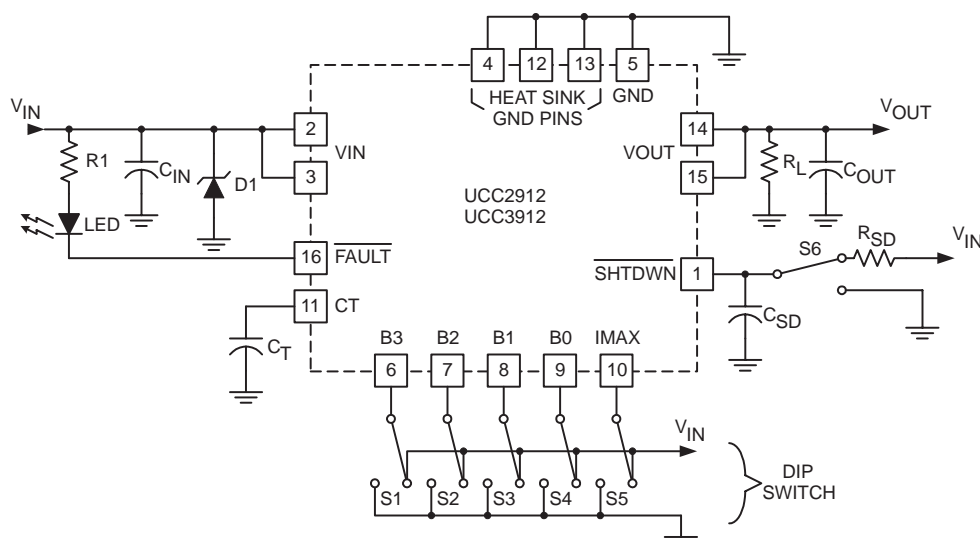 4 12 13 5
HEAT SINK
GND PINS
GND
VIN
2
3
VIN
R1
CIN
D1
LED
16
FAULT
11
CT
CT
UCC2912
UCC3912
14
15
VOUT
VOUT
RL
COUT
1
SHTDWN
S6
RSD
VIN
CSD
B3 B2 B1 B0 IMAX
6 7 8 9 10
VIN
S1 S2 S3 S4 S5
DIP
SWITCH